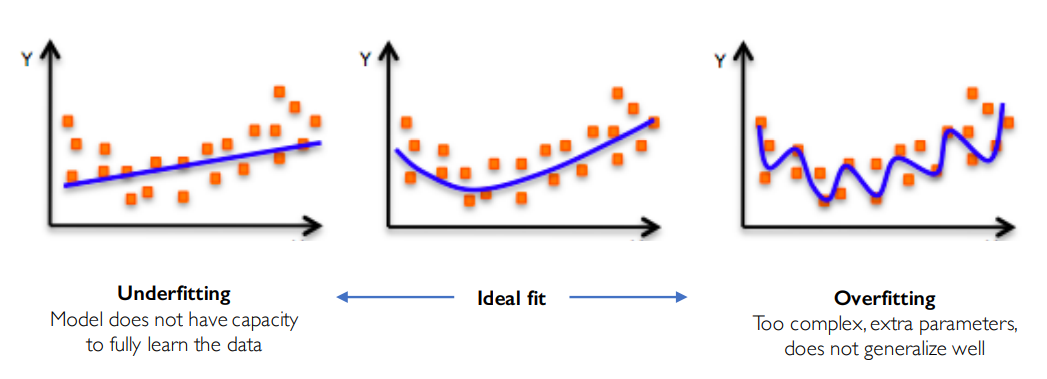 Y
Y
Y
Underfitting
Model does not have capacity
to fully learn the data
Ideal fit
Overfitting
Too complex, extra parameters,
does not generalize well